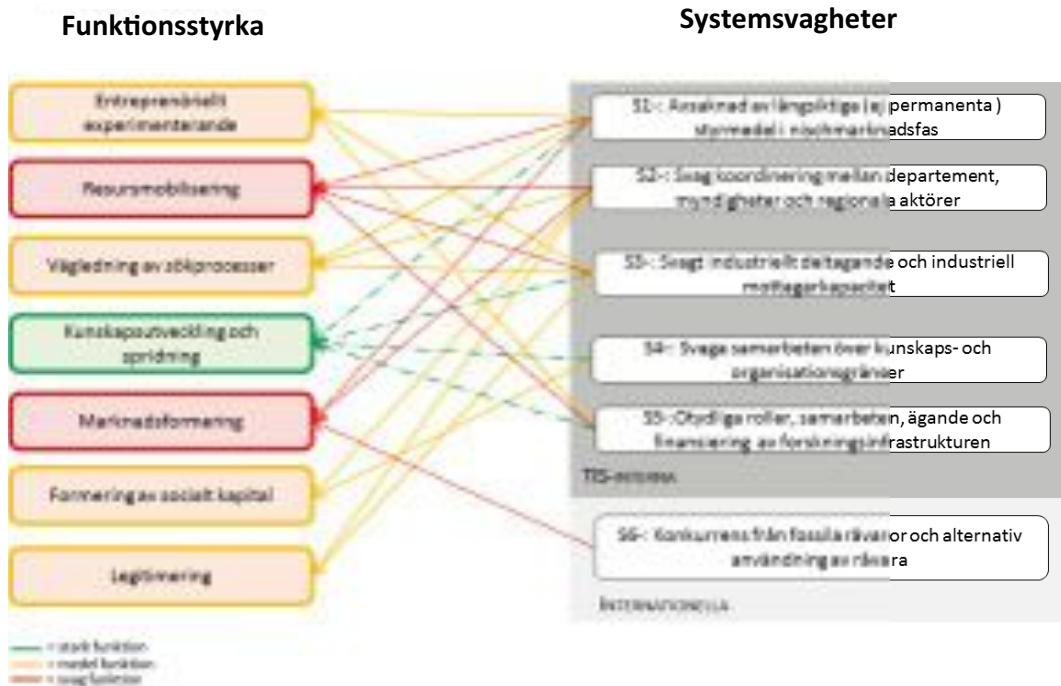 Funktionsstyrka
Systemsvagheter
Entreprenöriellt
experimenterande
Resursmobilisering
Vägledning av sökprocesser
Kunskapsutveckling och
spridning
Marknadsformering
Formering av socialt kapital
Legitimering
S1-: Avsaknad av långsiktiga (ej permanenta )
styrmedel i nischmarknadsfas
S2-: Svag koordinering mellan departement,
myndigheter och regionala aktörer
S3-: Svagt industriellt deltagande och industriell
mottagarkapacitet
S4-: Svaga samarbeten över kunskaps- och
organisationsgränser
S5-:Otydliga roller, samarbeten, ägande och
finansiering av forskningsinfrastrukturen
TIS-INTERNA
S6-: Konkurrens från fossila råvaror och alternativ
användning av råvara
INTERNATIONELLA
= stark funktion
= medel funktion
= svag funktion